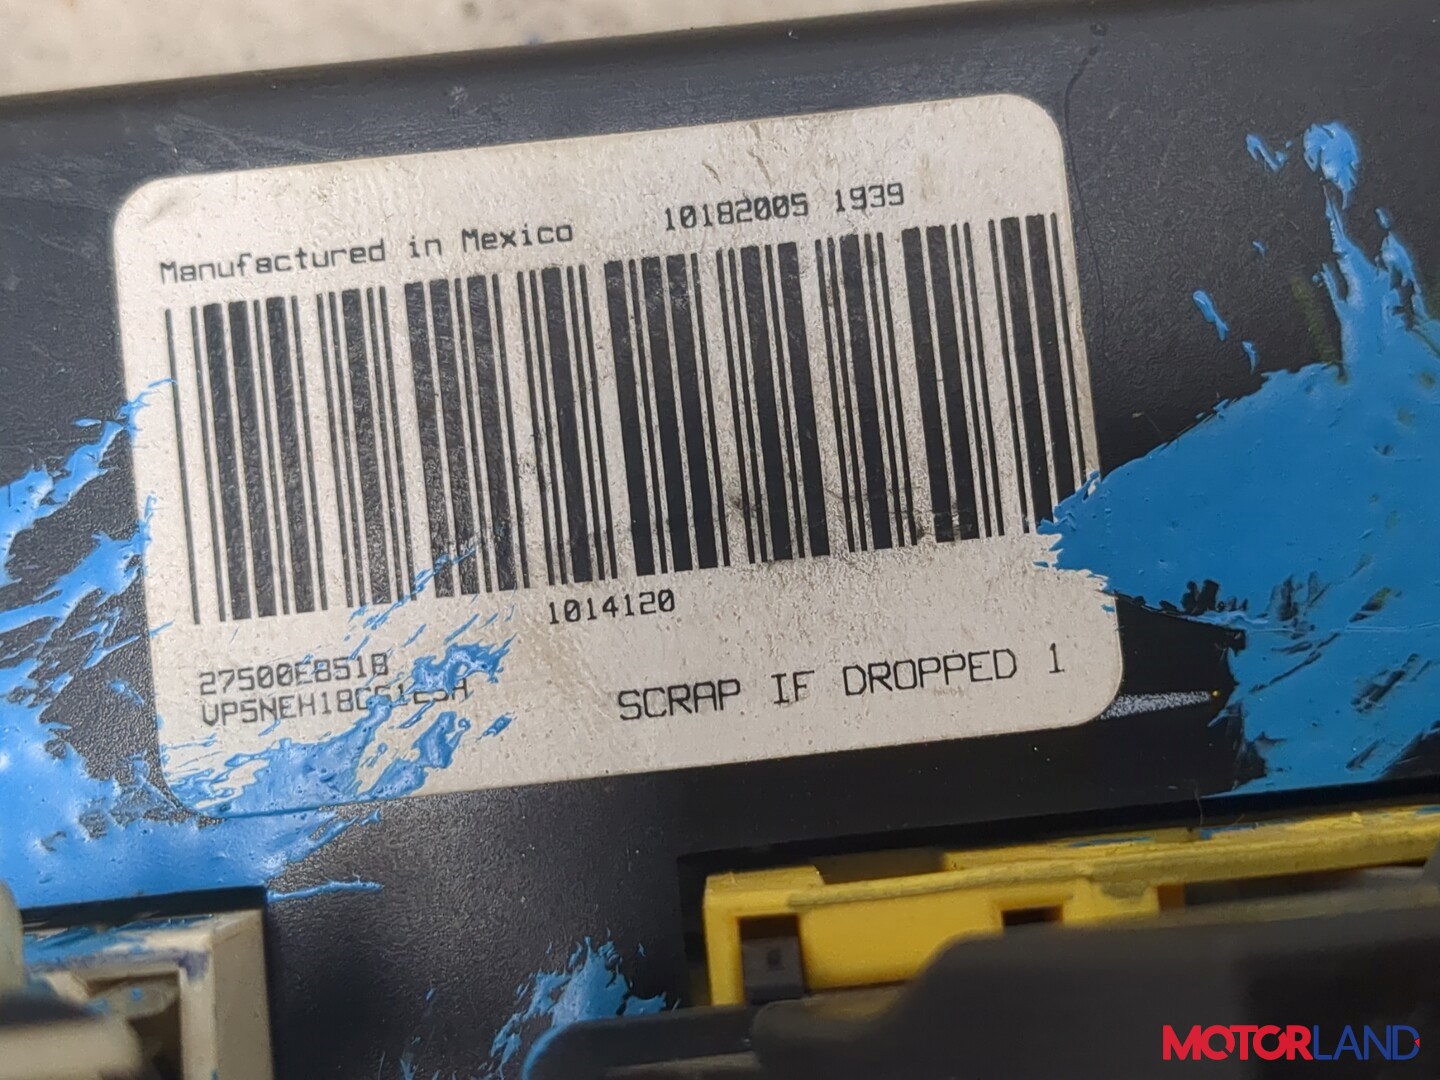 Manufactured in Mexico 10182005 1939
1014120
27500E851B
SCRAP IF DROPPED 1
MOTORLAND